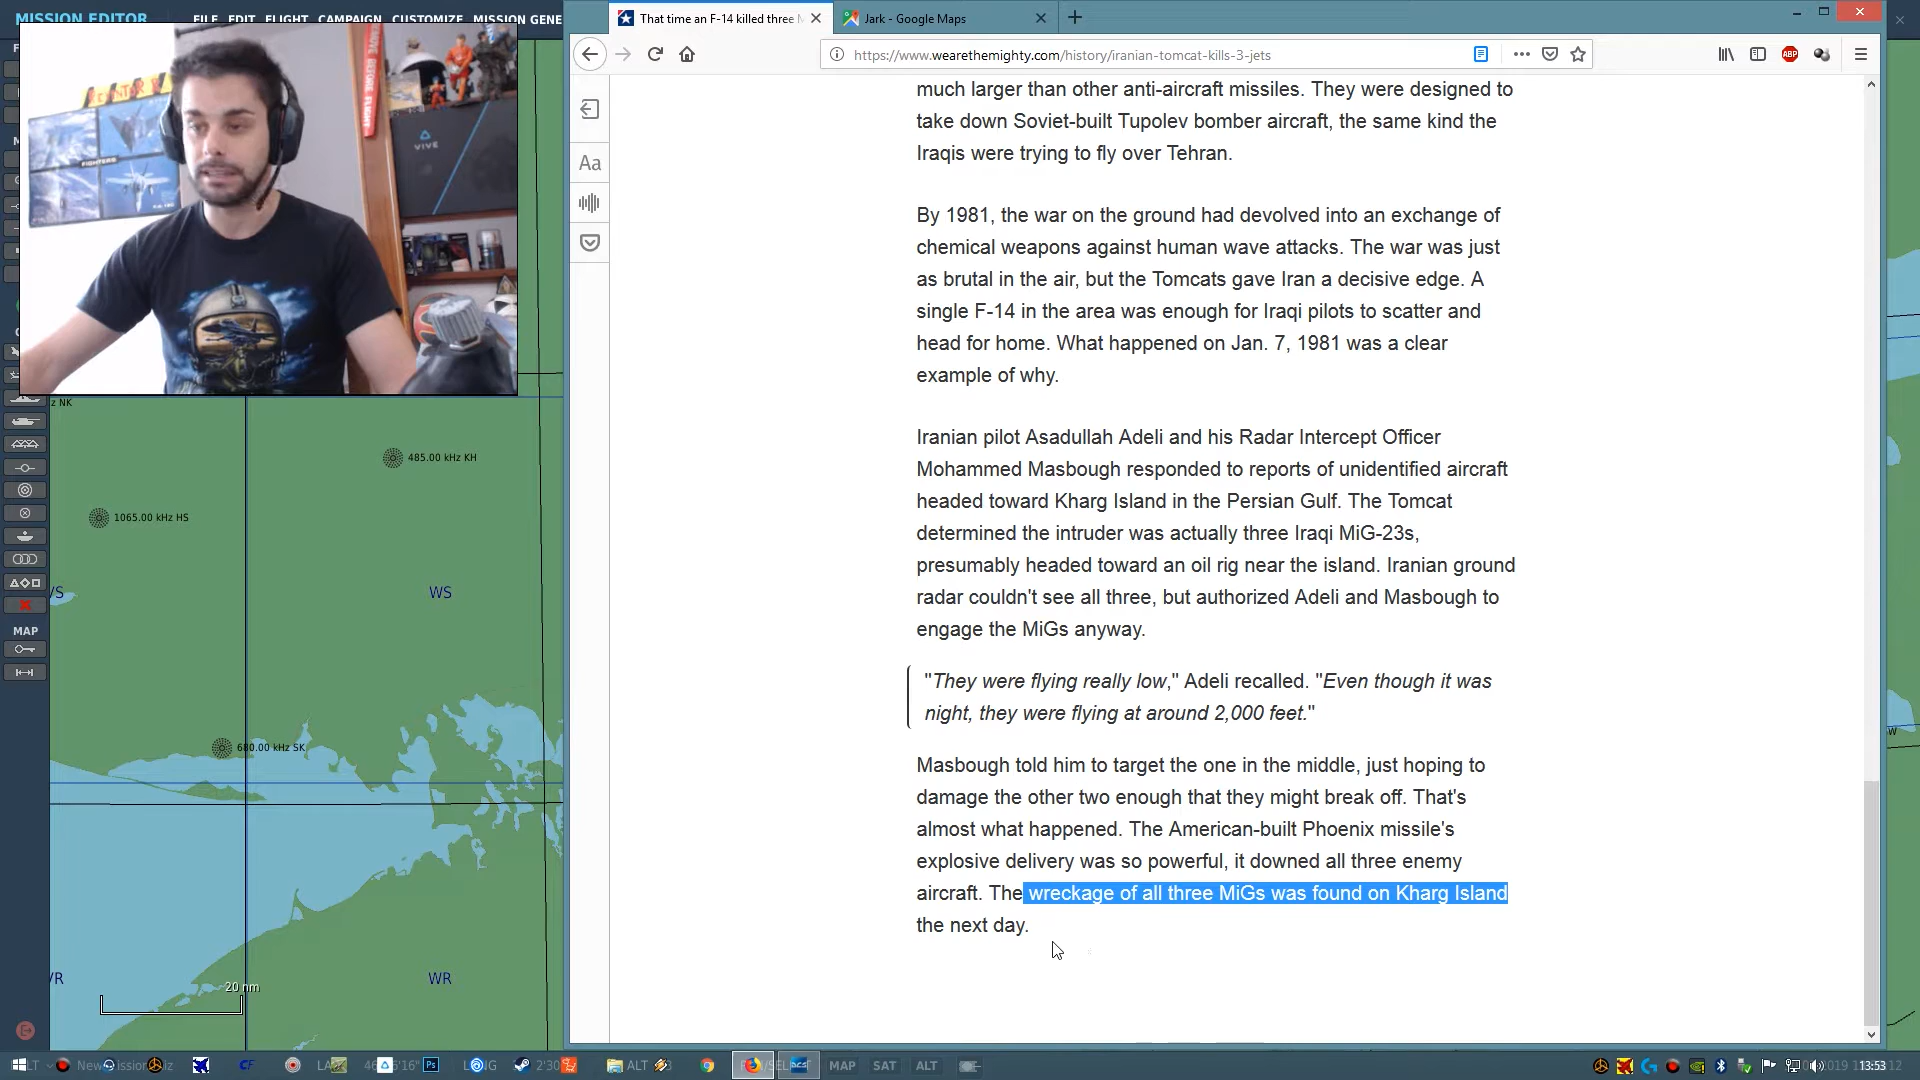 MISSION EDITOR
FILE EDIT FLIGHT CAMPAIGN CUSTOMIZE MISSION GENE
That time an F-14 killed three
Jark - Google Maps
https://www.wearethemighty.com/history/iranian-tomcat-kills-3-jets
ABP
Aa
REMOVE BEFORE FLIGHT
VIVE
FIGHTERS
much larger than other anti-aircraft missiles. They were designed to
take down Soviet-built Tupolev bomber aircraft, the same kind the
Iraqis were trying to fly over Tehran.
By 1981, the war on the ground had devolved into an exchange of
chemical weapons against human wave attacks. The war was just
as brutal in the air, but the Tomcats gave Iran a decisive edge. A
single F-14 in the area was enough for Iraqi pilots to scatter and
head for home. What happened on Jan. 7, 1981 was a clear
example of why.
Iranian pilot Asadullah Adeli and his Radar Intercept Officer
Mohammed Masbough responded to reports of unidentified aircraft
headed toward Kharg Island in the Persian Gulf. The Tomcat
determined the intruder was actually three Iraqi MiG-23s,
presumably headed toward an oil rig near the island. Iranian ground
radar couldn't see all three, but authorized Adeli and Masbough to
engage the MiGs anyway.
"They were flying really low," Adeli recalled. "Even though it was
night, they were flying at around 2,000 feet."
Masbough told him to target the one in the middle, just hoping to
damage the other two enough that they might break off. That's
almost what happened. The American-built Phoenix missile's
explosive delivery was so powerful, it downed all three enemy
aircraft. The wreckage of all three MiGs was found on Kharg Island
the next day.
z NK
485.00 kHz KH
1065.00 kHz HS
WS
680.00 kHz SK
MAP
WR
20 nm
Ps
ALT
MAP SAT ALT
13:53